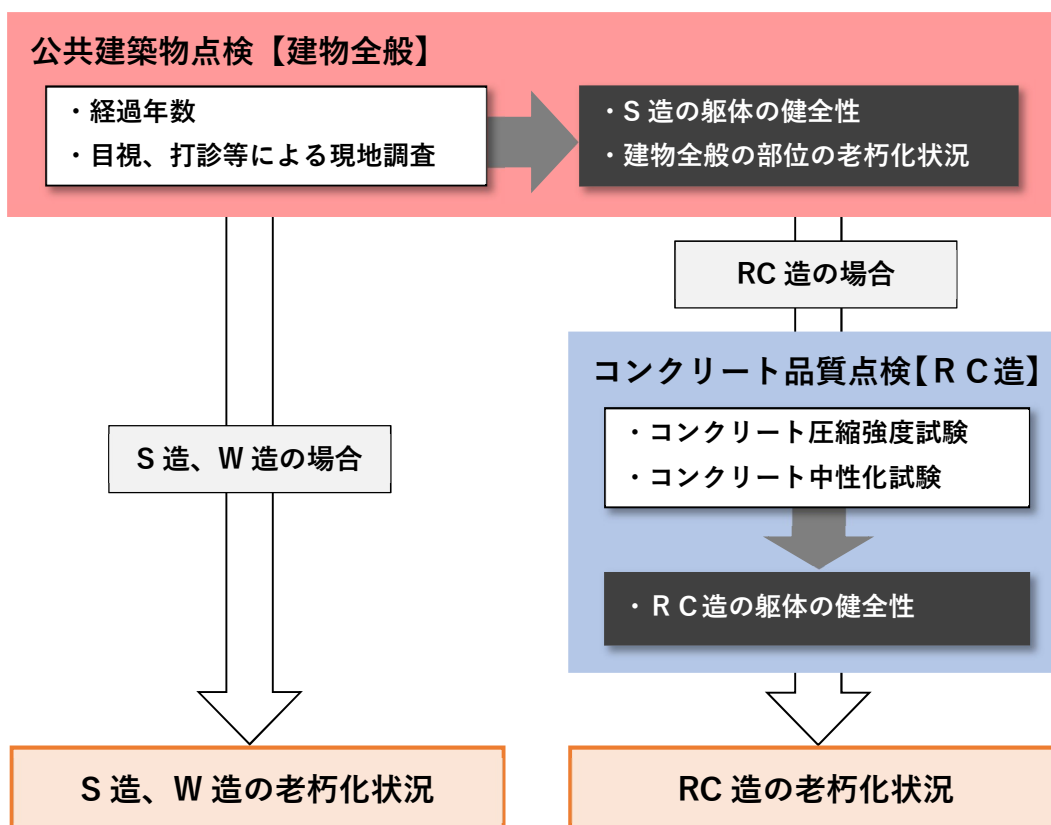 公共建築物点検【建物全般】
・経過年数
・目視、打診等による現地調査
・S 造の躯体の健全性
・建物全般の部位の老朽化状況
RC 造の場合
コンクリート品質点検【ＲＣ造】
・コンクリート圧縮強度試験
・コンクリート中性化試験
S 造、W 造の場合
・ＲＣ造の躯体の健全性
S 造、W 造の老朽化状況
RC 造の老朽化状況